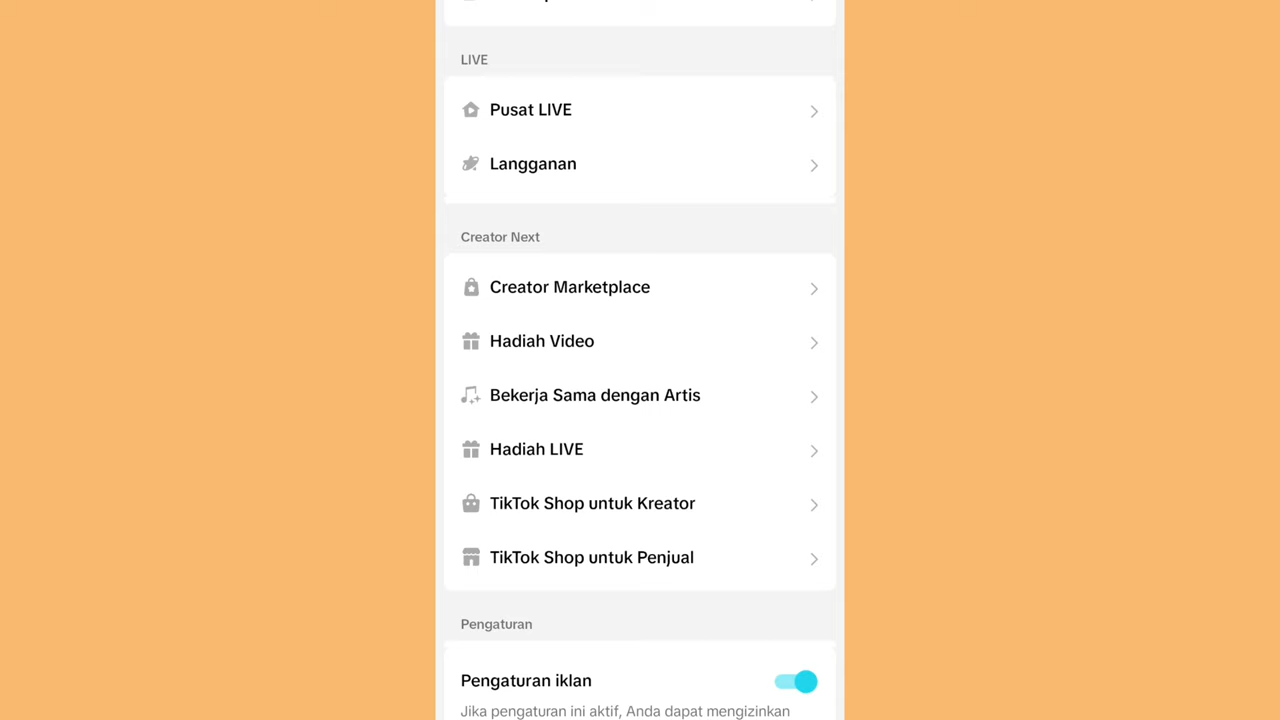 LIVE
Pusat LIVE
Langganan
Creator Next
Creator Marketplace
Hadiah Video
Bekerja Sama dengan Artis
Hadiah LIVE
TikTok Shop untuk Kreator
TikTok Shop untuk Penjual
Pengaturan
Pengaturan iklan
Jika pengaturan ini aktif, Anda dapat mengizinkan